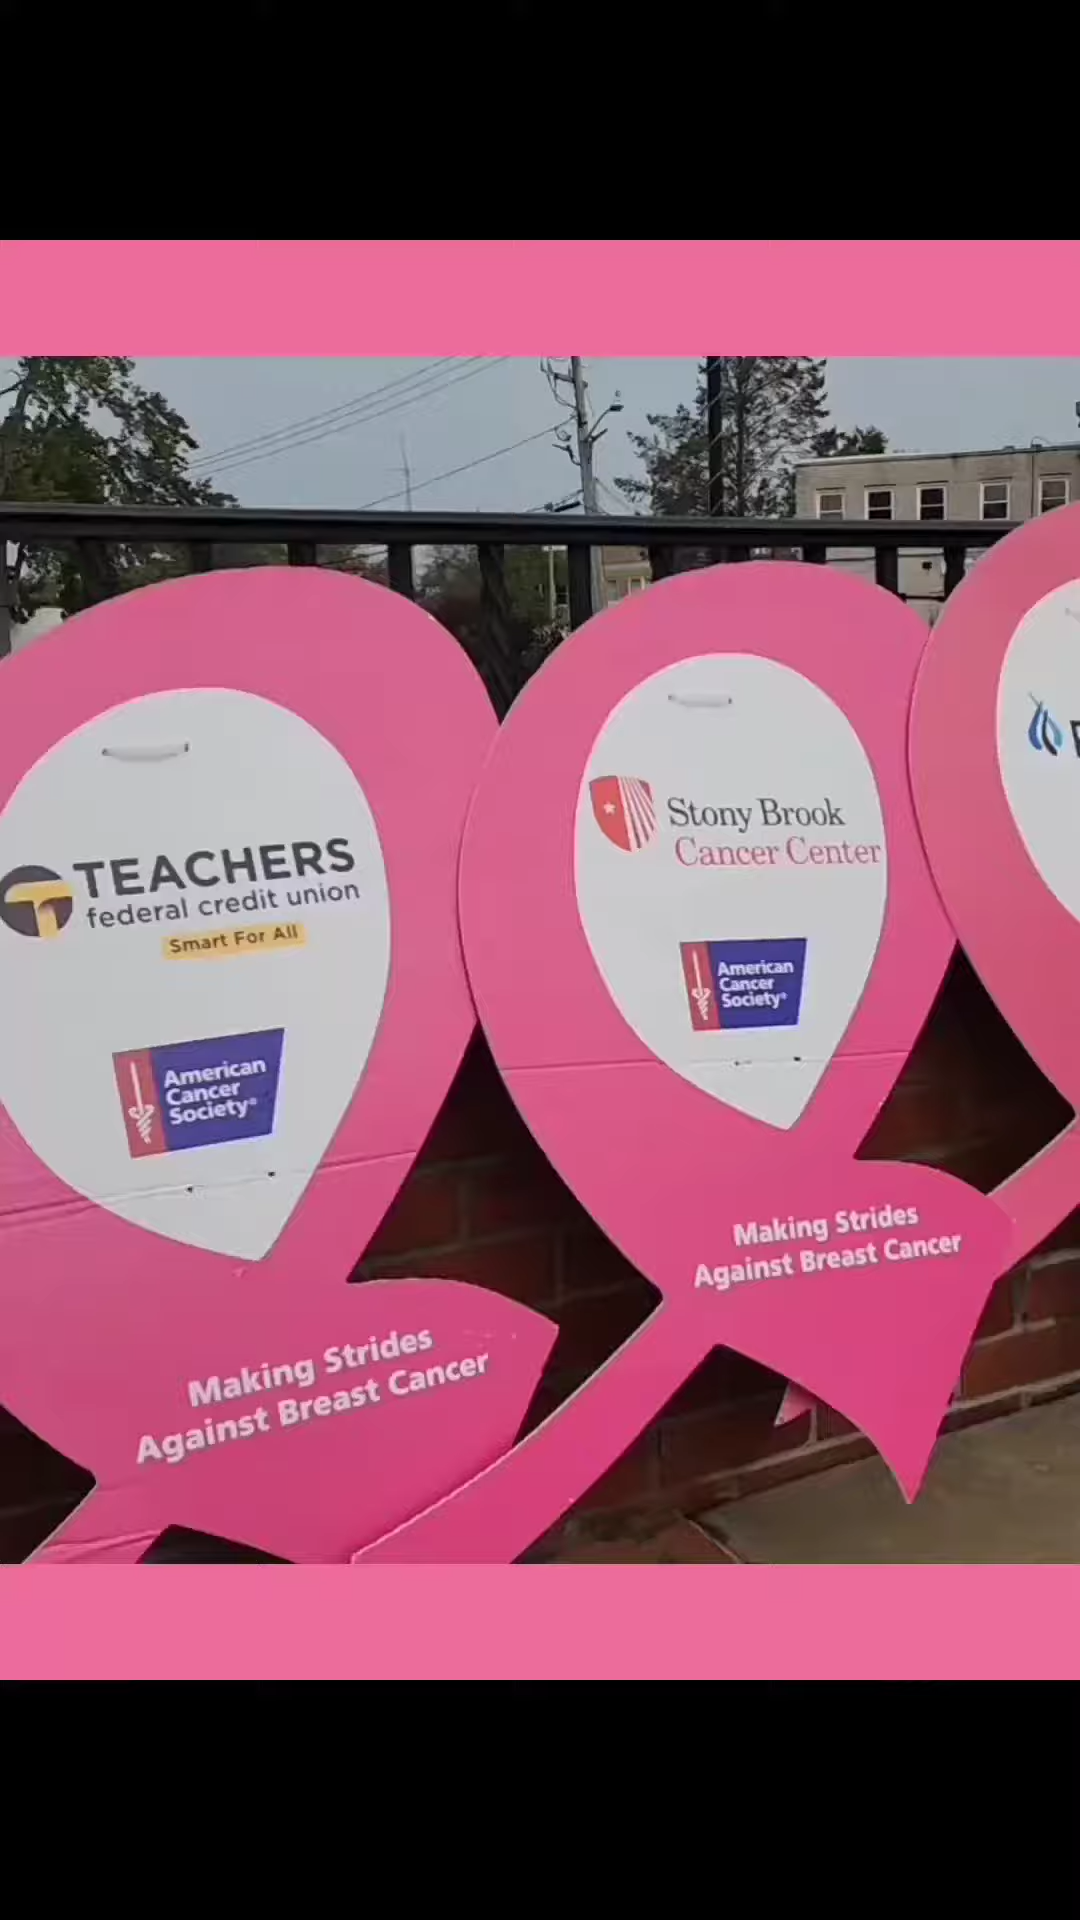 TEACHERS
federal credit union
Smart For All
American
Cancer
Society®
Making Strides
Against Breast Cancer
Stony Brook
Cancer Center
American
Cancer
Society®
Making Strides
Against Breast Cancer